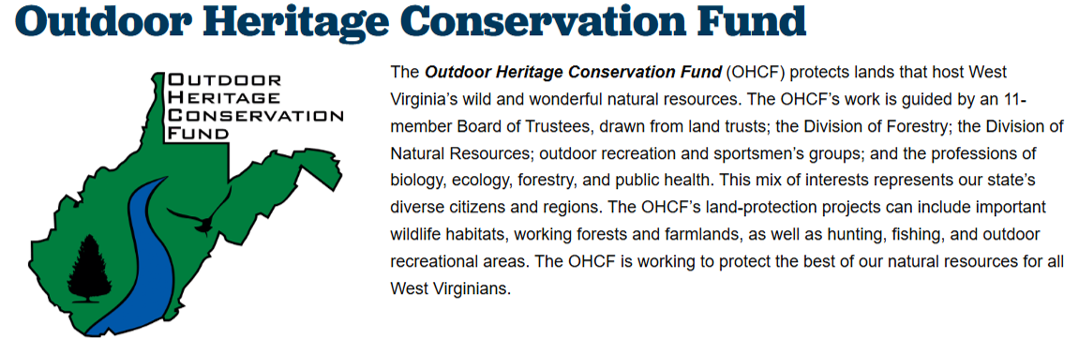 Outdoor Heritage Conservation Fund
OUTDOOR
HERITAGE
CONSERVATION
FUND
The Outdoor Heritage Conservation Fund (OHCF) protects lands that host West
Virginia’s wild and wonderful natural resources. The OHCF’s work is guided by an 11-
member Board of Trustees, drawn from land trusts; the Division of Forestry; the Division of
Natural Resources; outdoor recreation and sportsmen’s groups; and the professions of
biology, ecology, forestry, and public health. This mix of interests represents our state’s
diverse citizens and regions. The OHCF’s land-protection projects can include important
wildlife habitats, working forests and farmlands, as well as hunting, fishing, and outdoor
recreational areas. The OHCF is working to protect the best of our natural resources for all
West Virginians.